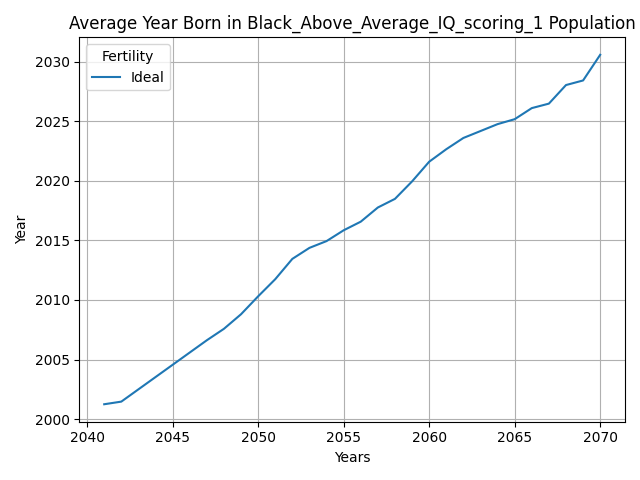 Average Year Born in Black_Above_Average_IQ_scoring_1 Population
Fertility
Ideal
Year
2030
2025
2020
2015
2010
2005
2000
2040
2045
2050
2055
2060
2065
2070
Years